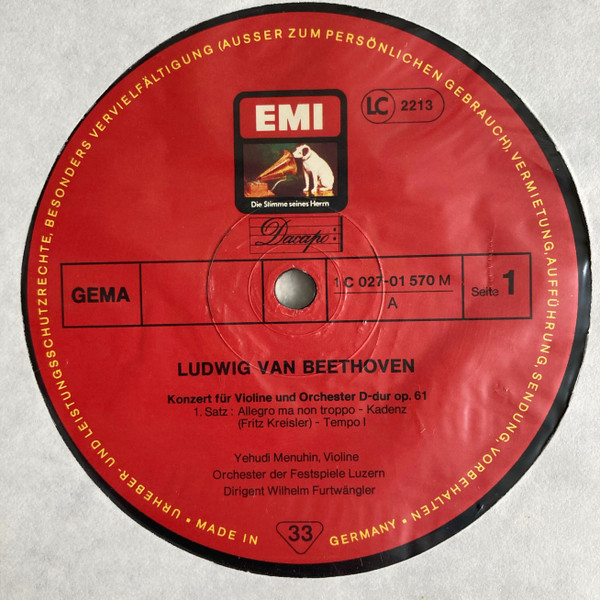 URHEBER- UND LEISTUNGSSCHUTZRECHTE, BESONDERS VERVIELFÄLTIGUNG (AUSSER ZUM PERSÖNLICHEN GEBRAUCH), VERMIETUNG, AUFFÜHRUNG, SENDUNG, VORBEHALTEN •
EMI
LC 2213
Die Stimme seines Herrn
Dacapo
GEMA
1 C 027-01 570 M
A
Seite 1
LUDWIG VAN BEETHOVEN
Konzert für Violine und Orchester D-dur op. 61
1. Satz: Allegro ma non troppo - Kadenz
(Fritz Kreisler) - Tempo I
Yehudi Menuhin, Violine
Orchester der Festspiele Luzern
Dirigent Wilhelm Furtwängler
• MADE IN GERMANY •
33